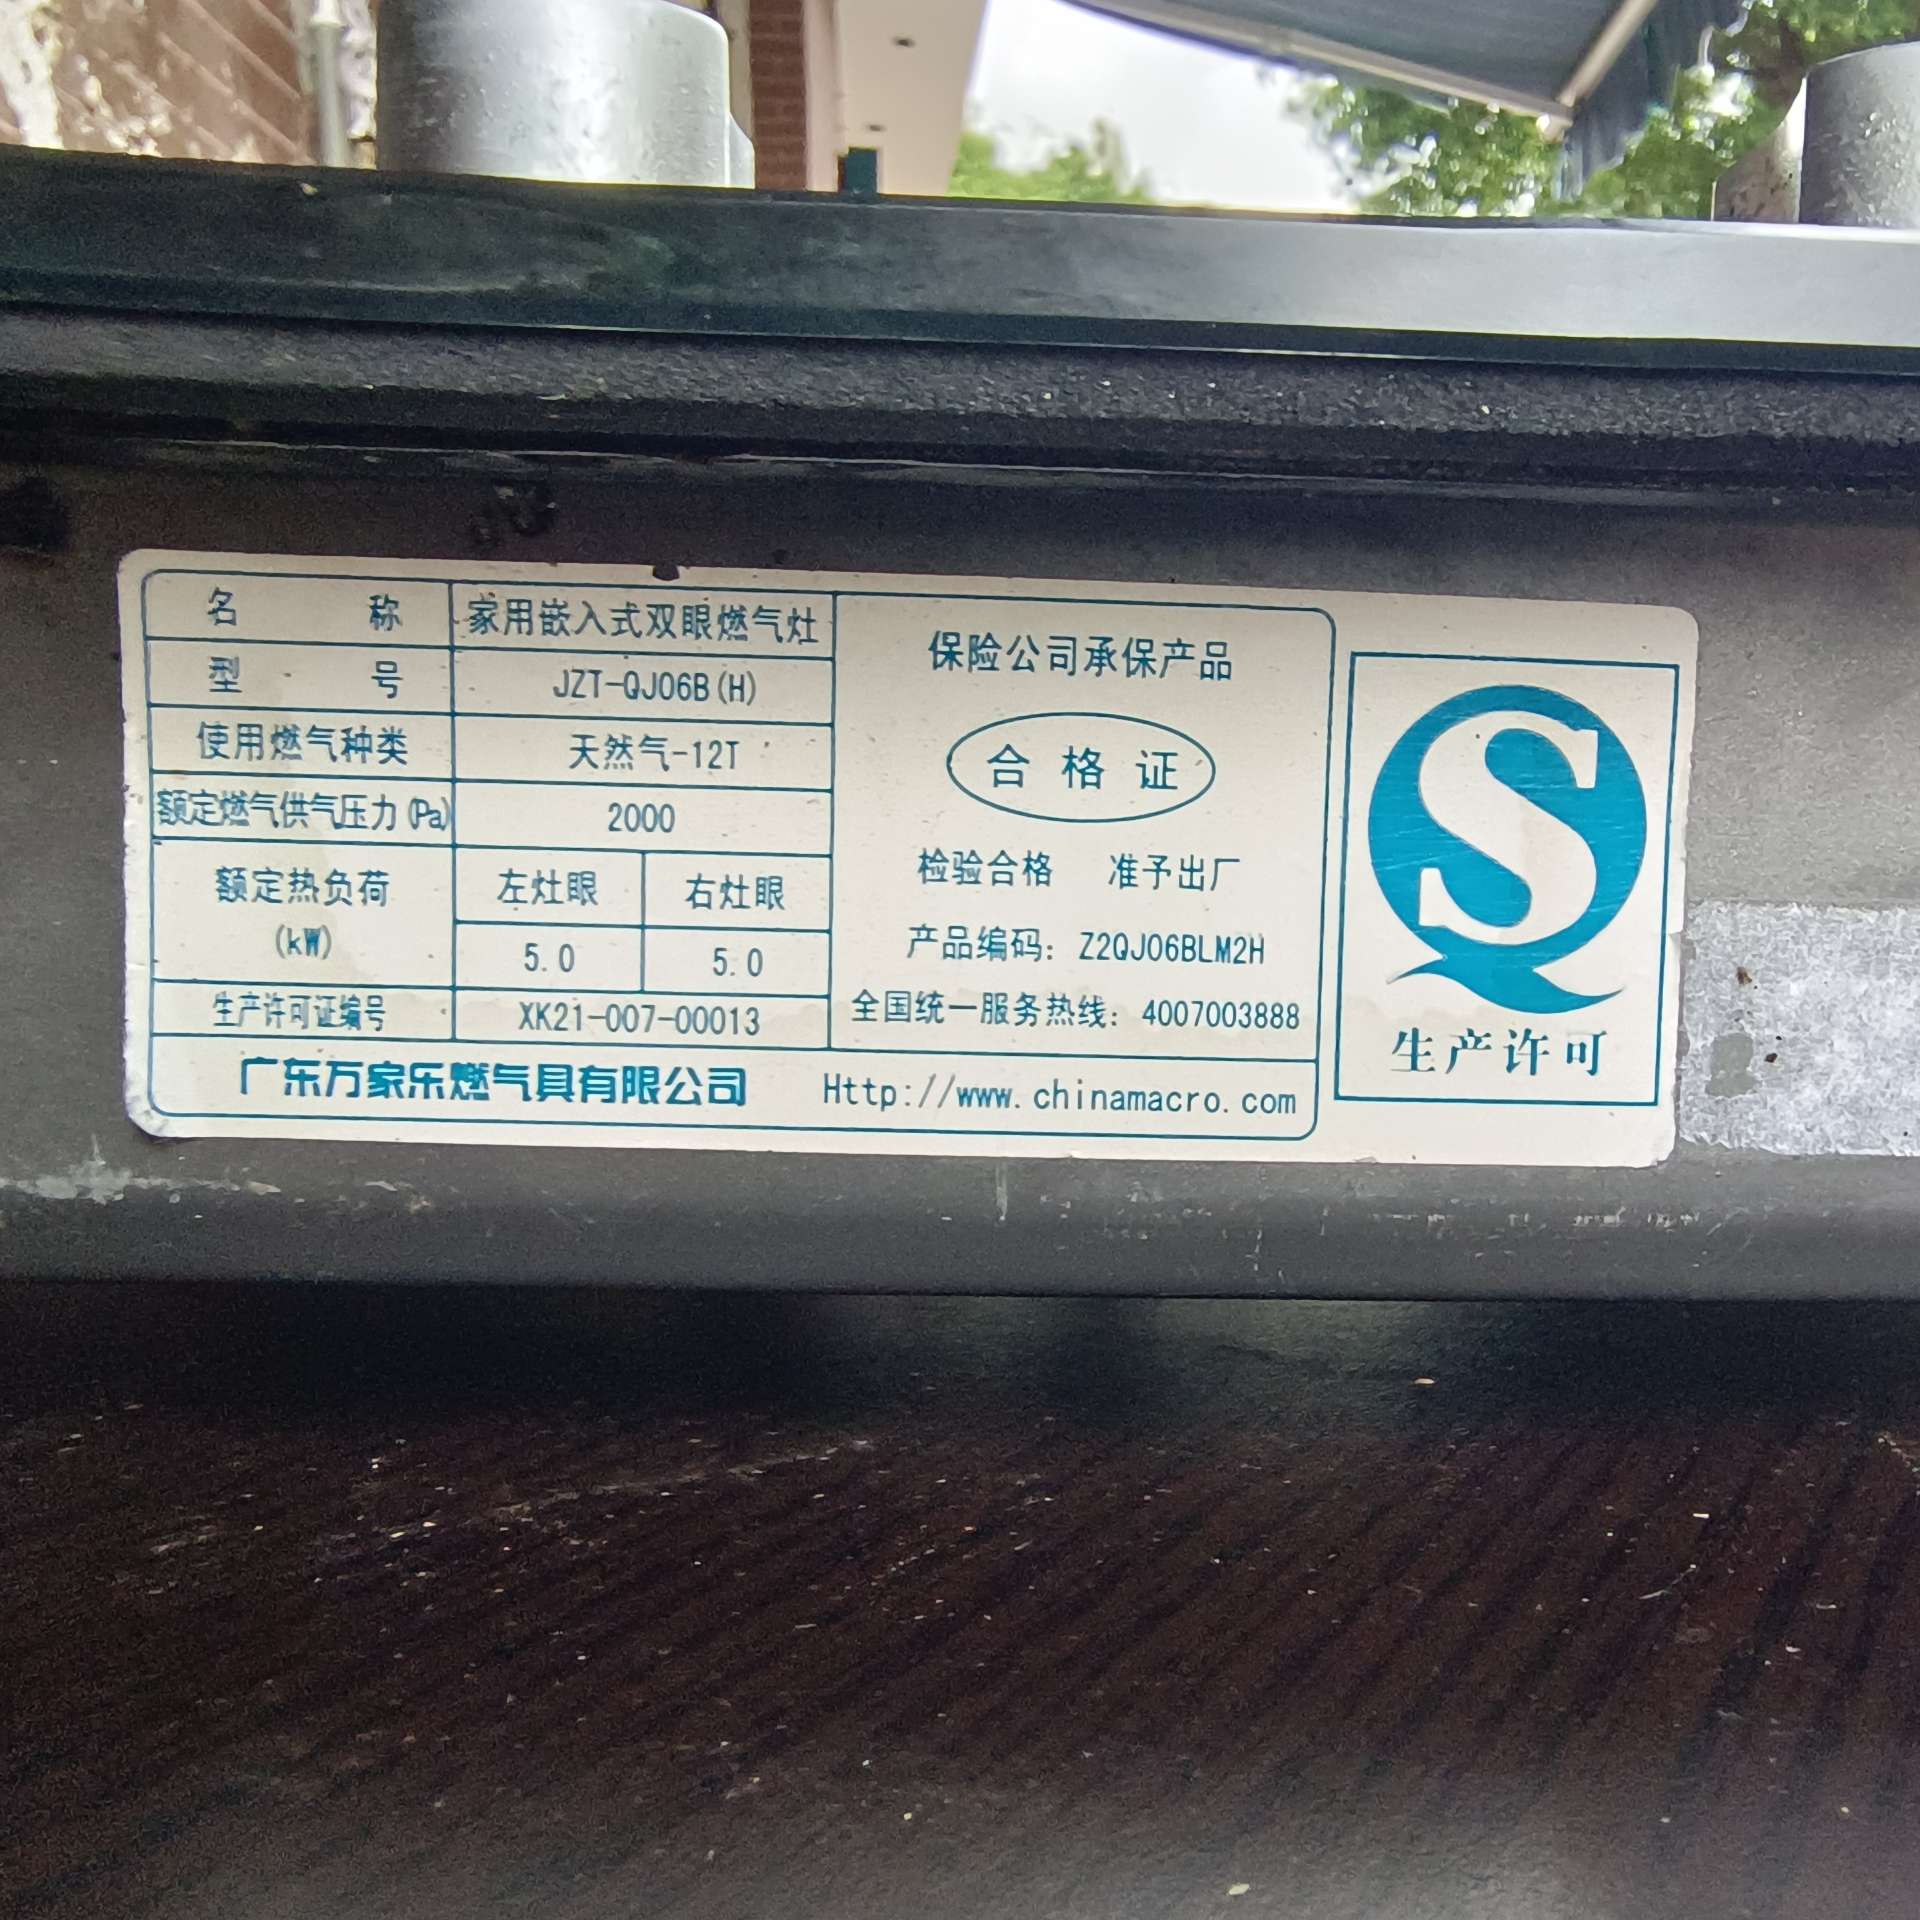 名 称 家用嵌入式双眼燃气灶
型 号 JZT-QJ06B(H)
使用燃气种类 天然气-12T
额定燃气供气压力(Pa) 2000
额定热负荷 (kW) 左灶眼 右灶眼
5.0 5.0
生产许可证编号 XK21-007-00013
保险公司承保产品
合格证
检验合格 准予出厂
产品编码: Z2QJ06BLM2H
全国统一服务热线: 4007003888
广东万家乐燃气具有限公司 Http://www.chinamacro.com
生产许可